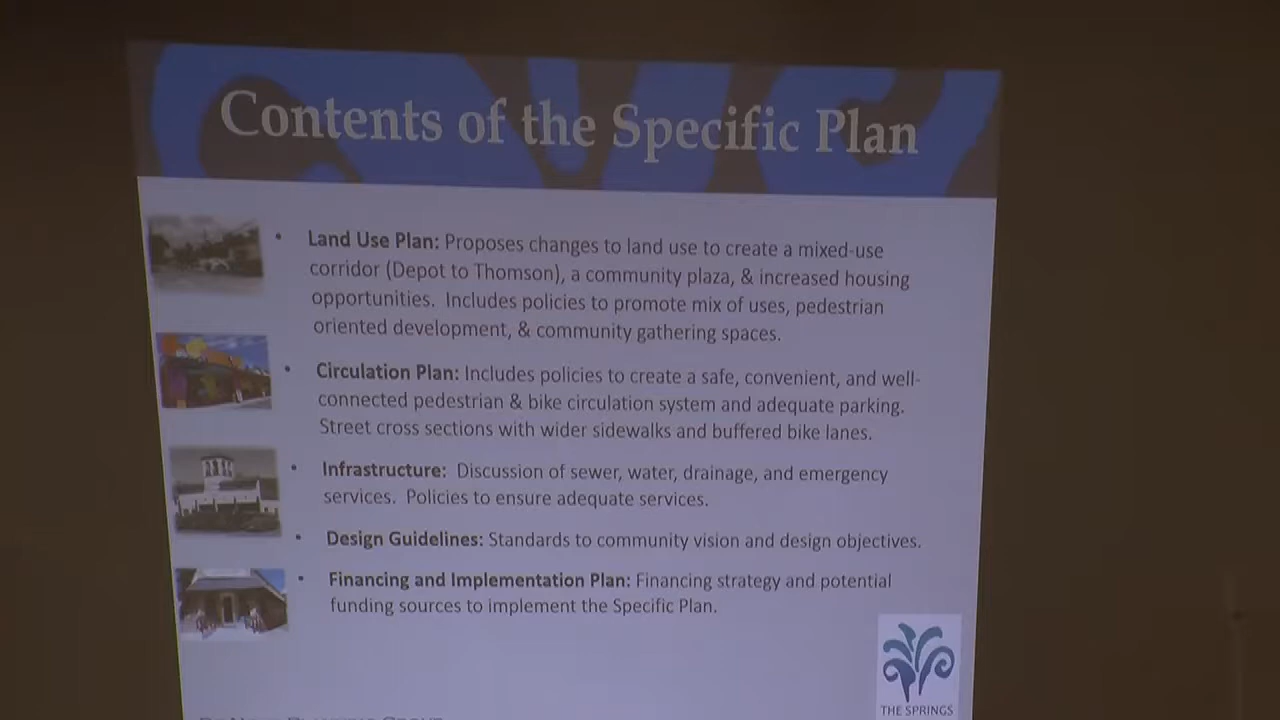 Contents of the Specific Plan
• Land Use Plan: Proposes changes to land use to create a mixed-use
corridor (Depot to Thomson), a community plaza, & increased housing
opportunities. Includes policies to promote mix of uses, pedestrian
oriented development, & community gathering spaces.
• Circulation Plan: Includes policies to create a safe, convenient, and well-
connected pedestrian & bike circulation system and adequate parking.
Street cross sections with wider sidewalks and buffered bike lanes.
• Infrastructure: Discussion of sewer, water, drainage, and emergency
services. Policies to ensure adequate services.
• Design Guidelines: Standards to community vision and design objectives.
• Financing and Implementation Plan: Financing strategy and potential
funding sources to implement the Specific Plan.
THE SPRINGS